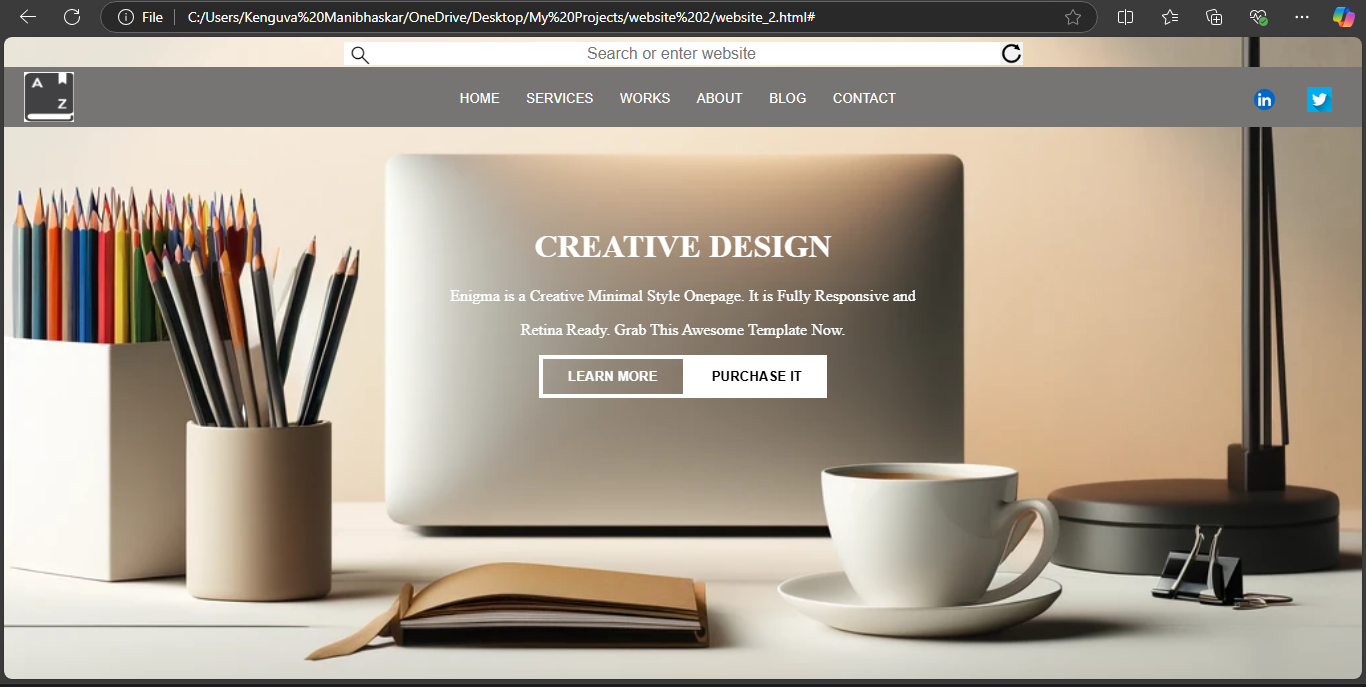 File
C:/Users/Kenguva%20Manibhaskar/OneDrive/Desktop/My%20Projects/website%202/website_2.html#
Search or enter website
A
Z
HOME SERVICES WORKS ABOUT BLOG CONTACT
in
CREATIVE DESIGN
Enigma is a Creative Minimal Style Onepage. It is Fully Responsive and
Retina Ready. Grab This Awesome Template Now.
LEARN MORE PURCHASE IT